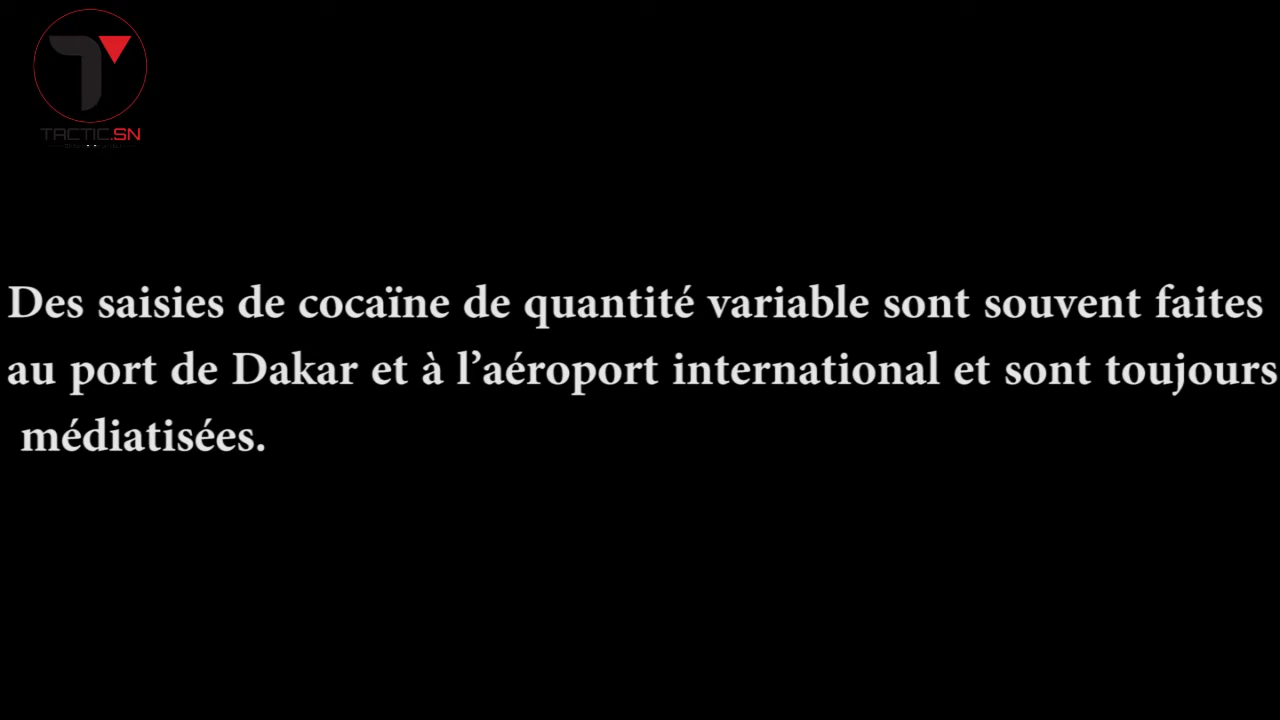 TACTIC.SN
Des saisies de cocaïne de quantité variable sont souvent faites
au port de Dakar et à l’aéroport international et sont toujours
médiatisées.